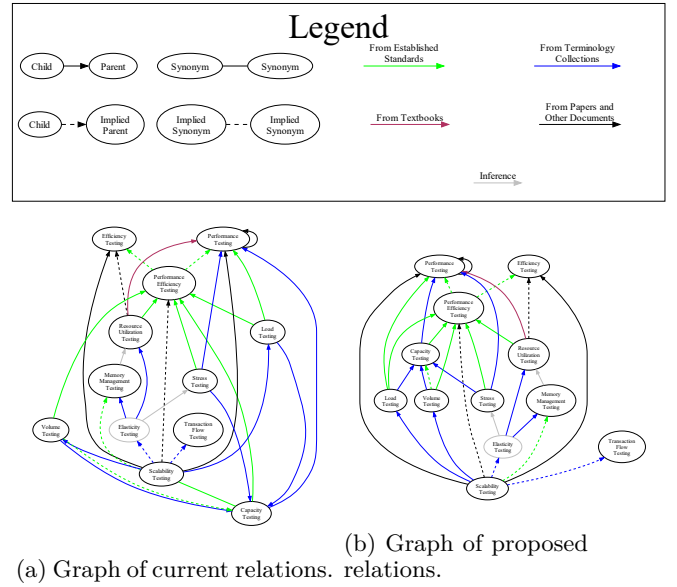 Legend
From Established
Standards
From Terminology
Collections
Child
Parent
Synonym
Synonym
Child
Implied
Parent
Implied
Synonym
Implied
Synonym
From Textbooks
From Papers and
Other Documents
Inference
Efficiency
Testing
Performance
Testing
Performance
Efficiency
Testing
Resource
Utilization
Testing
Load
Testing
Memory
Management
Testing
Stress
Testing
Volume
Testing
Elasticity
Testing
Transaction
Flow
Testing
Scalability
Testing
Capacity
Testing
(a) Graph of current relations.
Performance
Testing
Efficiency
Testing
Performance
Efficiency
Testing
Capacity
Testing
Resource
Utilization
Testing
Load
Testing
Volume
Testing
Stress
Testing
Memory
Management
Testing
Elasticity
Testing
Transaction
Flow
Testing
Scalability
Testing
(b) Graph of proposed
relations.